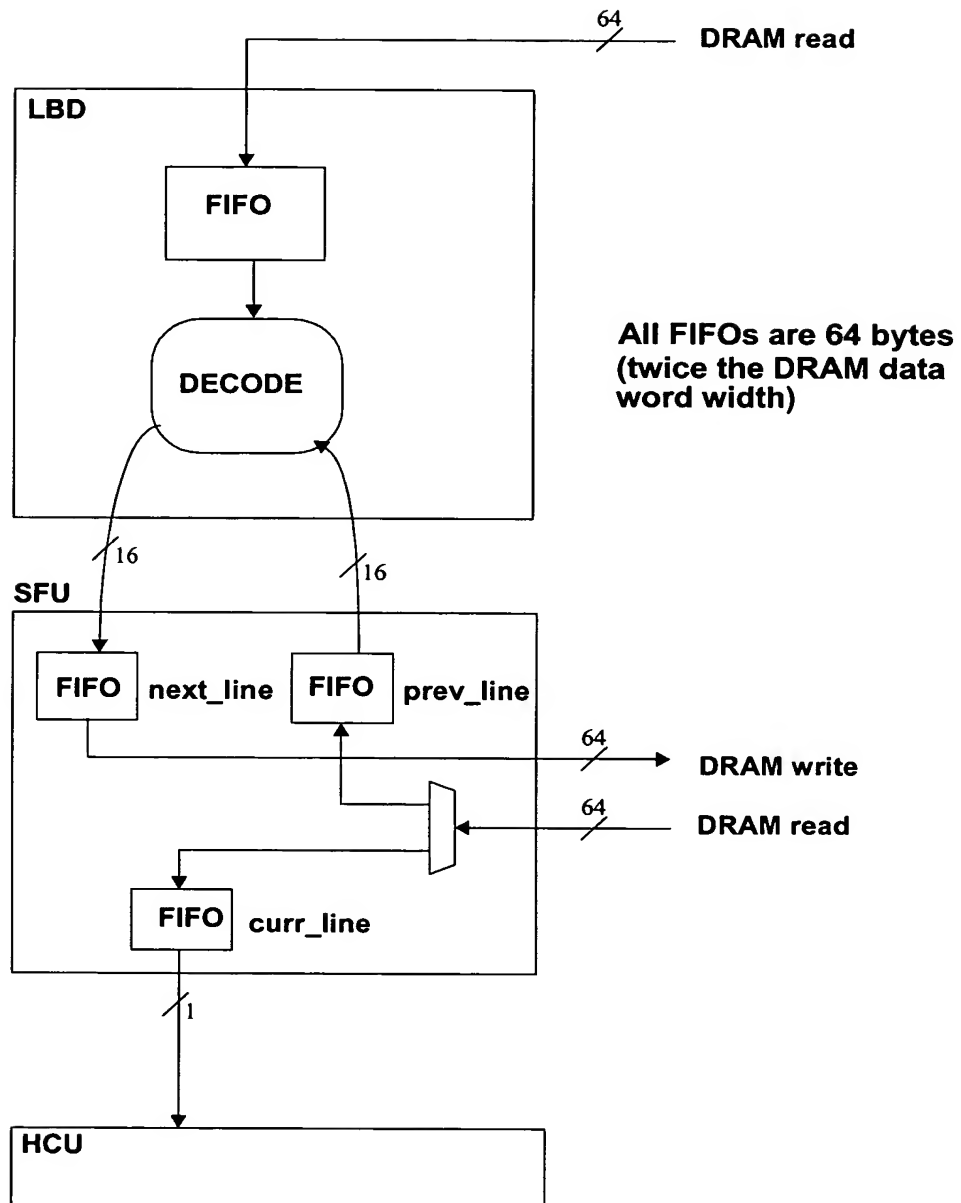 64
DRAM read
LBD
FIFO
DECODE
All FIFOs are 64 bytes
(twice the DRAM data
word width)
16
16
SFU
FIFO
next_line
FIFO
prev_line
64
DRAM write
64
DRAM read
FIFO
curr_line
1
HCU